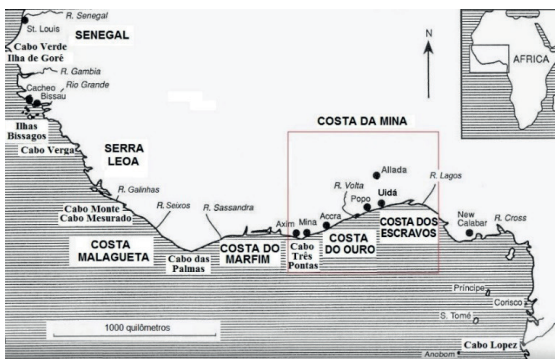 R. Senegal
St. Louis
SENEGAL
Cabo Verde
Ilha de Goré
R. Gambia
Cacheo
Rio Grande
Bissau
Ilhas
Bissagos
Cabo Verga
SERRA
LEOA
R. Galinhas
Cabo Monte
Cabo Mesurado
R. Seixos
COSTA
MALAGUETA
R. Sassandra
Cabo das
Palmas
COSTA DO
MARFIM
N
COSTA DA MINA
Allada
R. Volta
Popo
Uidá
R. Lagos
Axim
Mina
Accra
Cabo
Três
Pontas
COSTA
DO OURO
COSTA DOS
ESCRAVOS
New
Calabar
R. Cross
Príncipe
Corisco
S. Tomé
Cabo Lopez
Anobom
1000 quilômetros
AFRICA